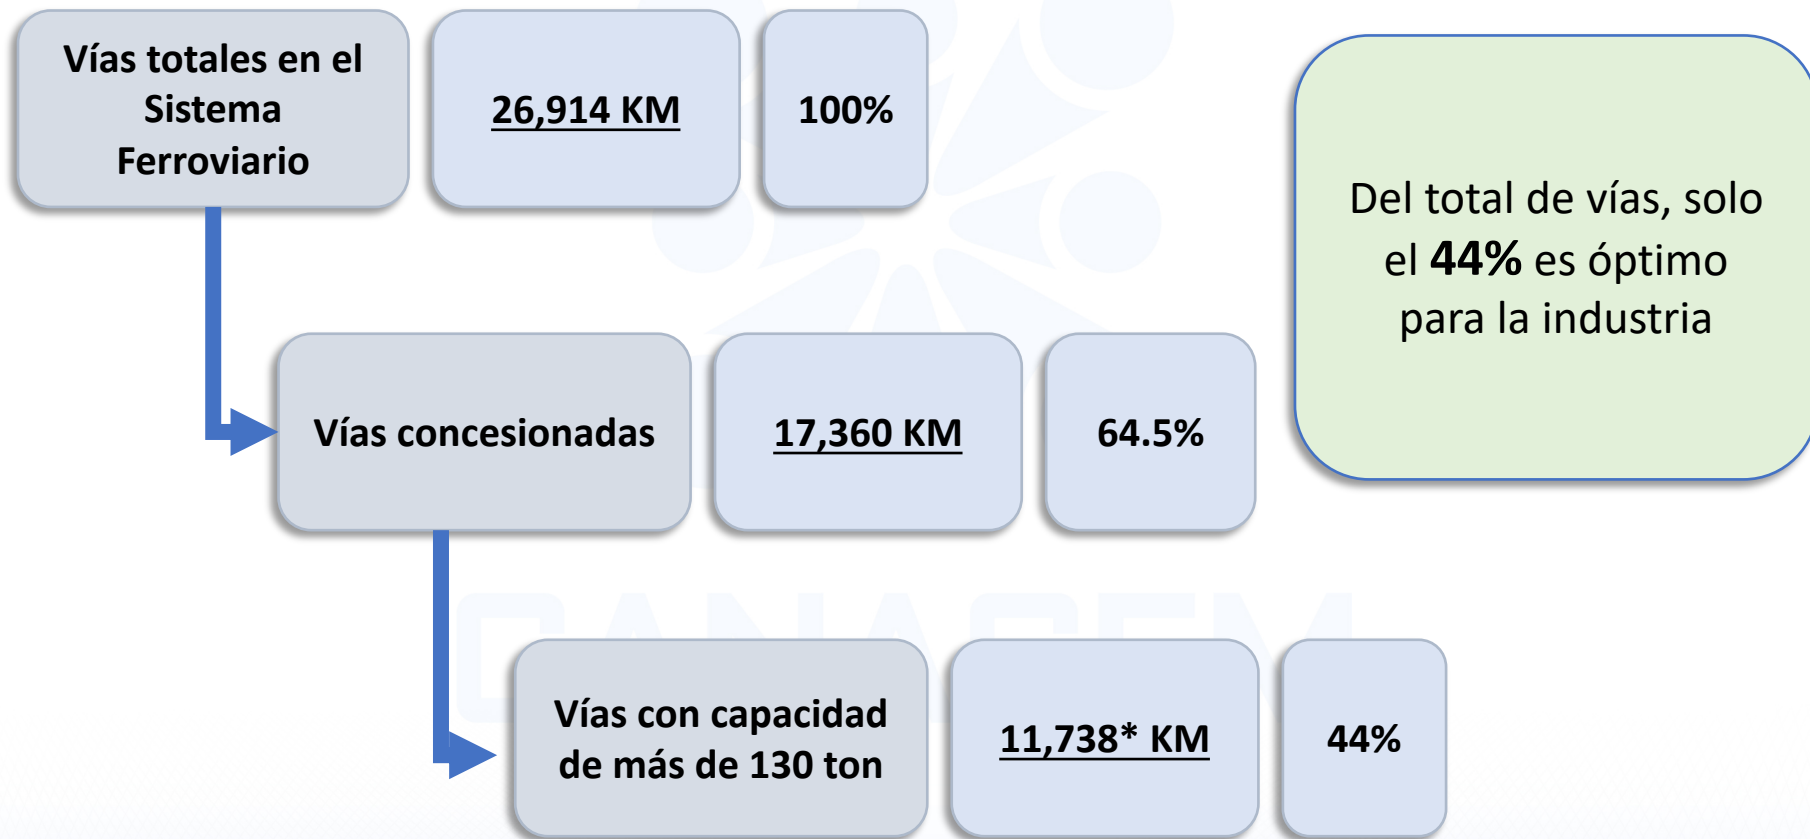 Vías totales en el
Sistema
Ferroviario
26,914 KM
100%
Del total de vías, solo
el 44% es óptimo
para la industria
Vías concesionadas
17,360 KM
64.5%
CANACEM
Vías con capacidad
de más de 130 ton
11,738* KM
44%